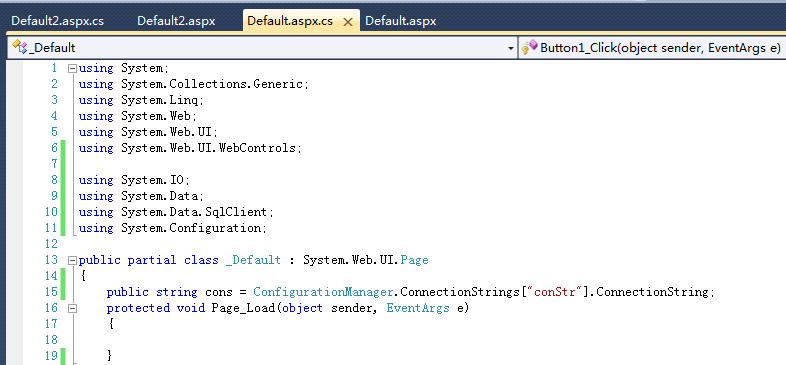 Default2.aspx.cs Default2.aspx Default.aspx.cs Default.aspx
_Default Button1_Click(object sender, EventArgs e)
1 using System;
2 using System.Collections.Generic;
3 using System.Linq;
4 using System.Web;
5 using System.Web.UI;
6 using System.Web.UI.WebControls;
7
8 using System.IO;
9 using System.Data;
10 using System.Data.SqlClient;
11 using System.Configuration;
12
13 public partial class _Default : System.Web.UI.Page
14 {
15 public string cons = ConfigurationManager.ConnectionStrings["conStr"].ConnectionString;
16 protected void Page_Load(object sender, EventArgs e)
17 {
18
19 }